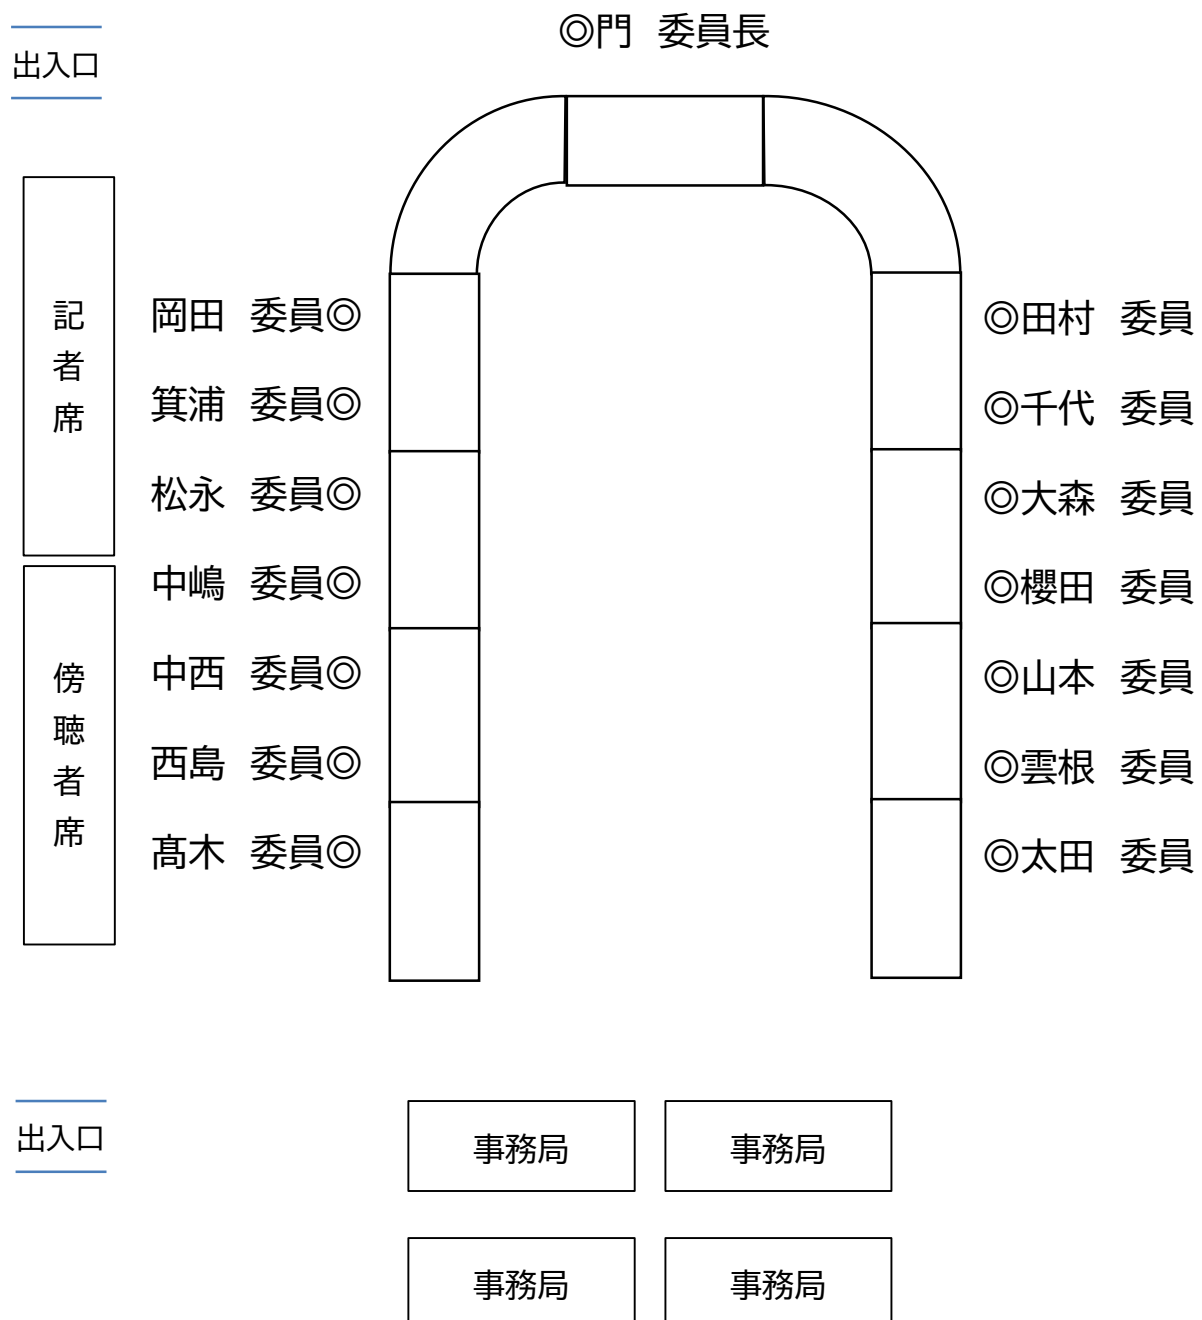 ◎門 委員長
出入口
記者席
岡田 委員◎
◎田村 委員
箕浦 委員◎
◎千代 委員
松永 委員◎
◎大森 委員
中嶋 委員◎
◎櫻田 委員
傍聴者席
中西 委員◎
◎山本 委員
西島 委員◎
◎雲根 委員
髙木 委員◎
◎太田 委員
出入口
事務局
事務局
事務局
事務局